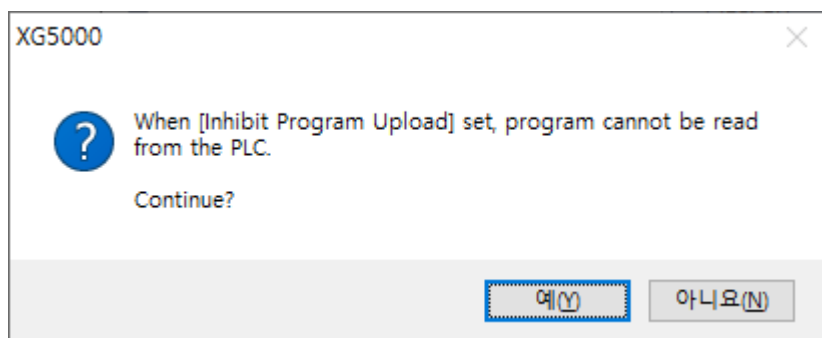 XG5000
When [Inhibit Program Upload] set, program cannot be read
from the PLC.
Continue?
예(Y)
아니요(N)